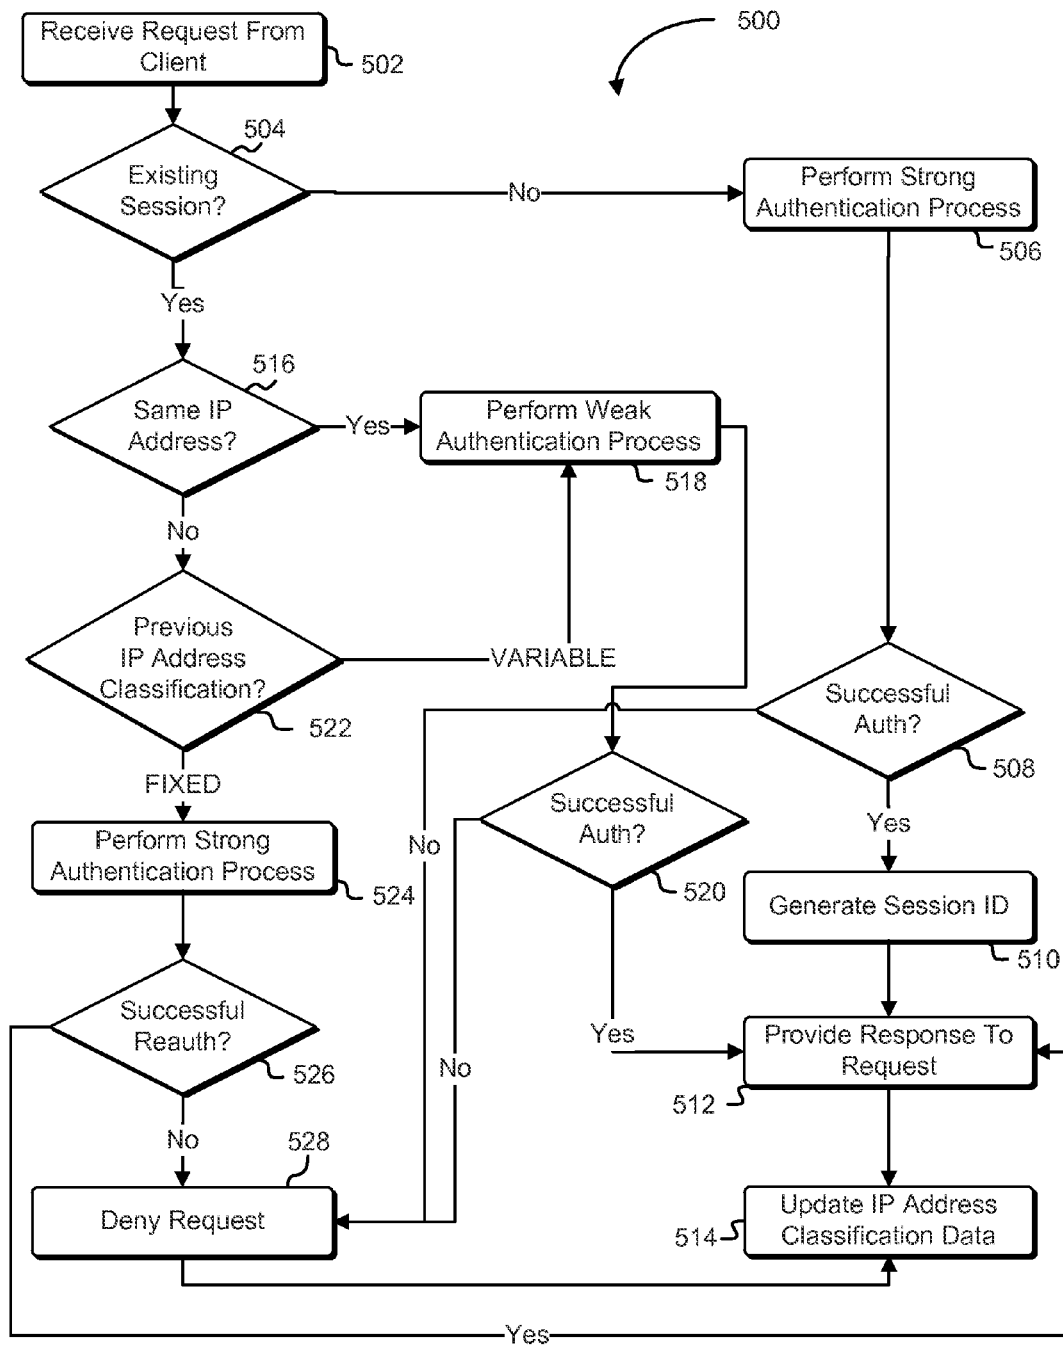 500
Receive Request From
Client
502
504
Existing
Session?
No
Perform Strong
Authentication Process
506
Yes
516
Same IP
Address?
Yes
Perform Weak
Authentication Process
518
No
Previous
IP Address
Classification?
522
VARIABLE
FIXED
Successful
Auth?
508
Perform Strong
Authentication Process
524
No
Successful
Auth?
520
Yes
Generate Session ID
510
Successful
Reauth?
526
Yes
No
Provide Response To
Request
512
No
528
Deny Request
Update IP Address
Classification Data
514
Yes